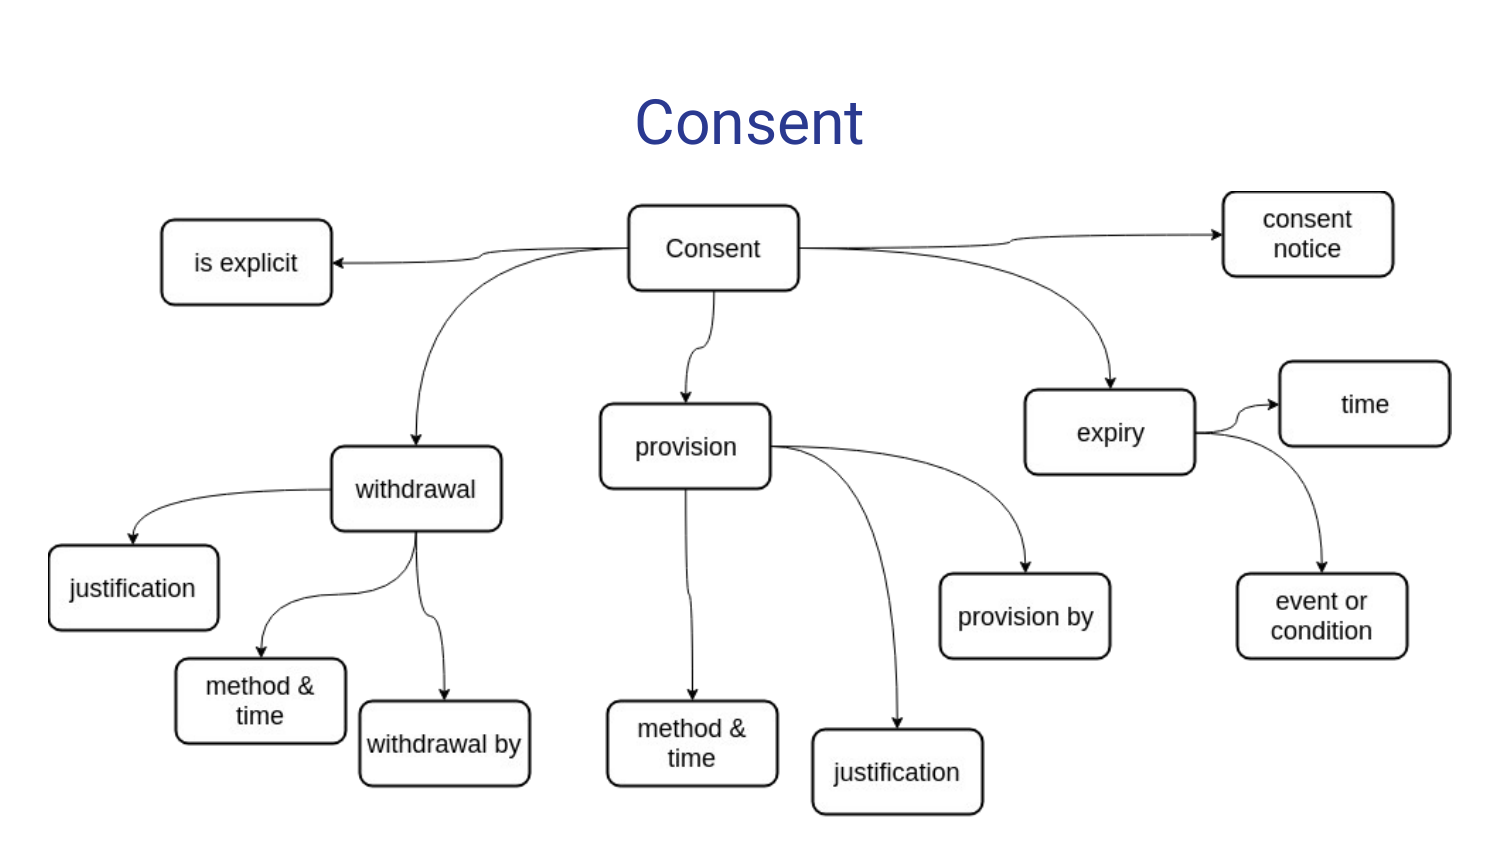 Consent
is explicit
Consent
consent
notice
withdrawal
provision
expiry
time
justification
method &
time
withdrawal by
method &
time
justification
provision by
event or
condition